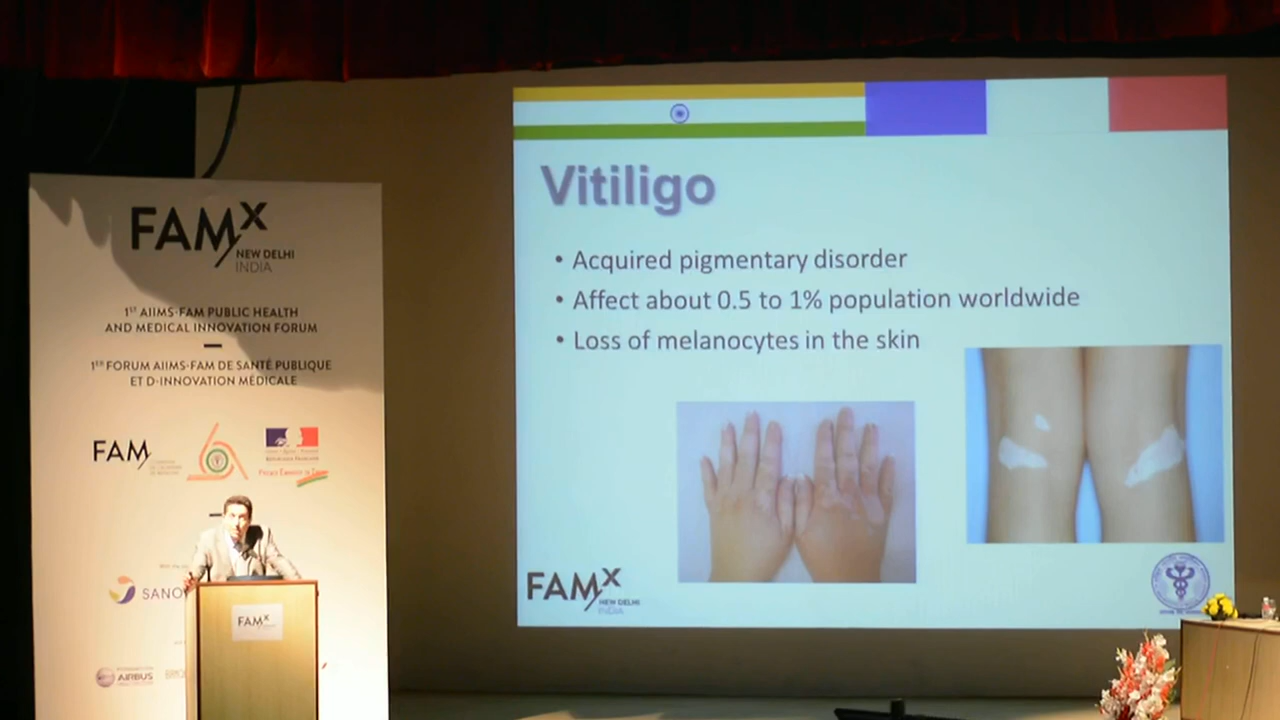 FAMX
NEW DELHI
INDIA
1ST AIIMS-FAM PUBLIC HEALTH
AND MEDICAL INNOVATION FORUM
1ER FORUM AIIMS-FAM DE SANTÉ PUBLIQUE
ET D-INNOVATION MÉDICALE
FAM
SANO
AIRBUS
FAMX
Vitiligo
• Acquired pigmentary disorder
• Affect about 0.5 to 1% population worldwide
• Loss of melanocytes in the skin
FAMX
NEW DELHI
INDIA